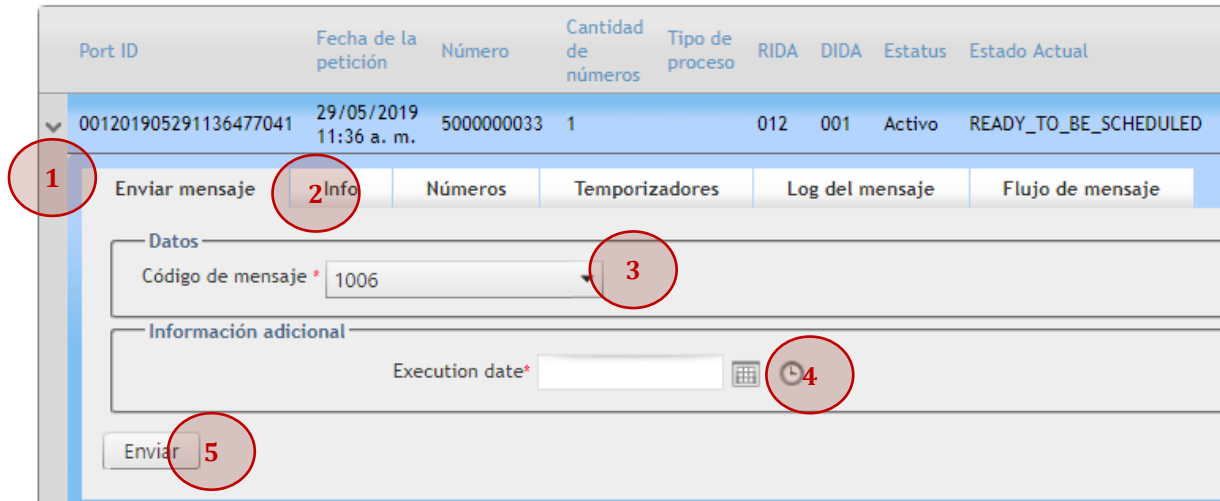 Port ID
Fecha de la petición
Número
Cantidad de números
Tipo de proceso
RIDA
DIDA
Estatus
Estado Actual
001201905291136477041
29/05/2019
11:36 a. m.
5000000033
1
012
001
Activo
READY_TO_BE_SCHEDULED
1
Enviar mensaje
2
Info
Números
Temporizadores
Log del mensaje
Flujo de mensaje
Datos
Código de mensaje *
1006
3
Información adicional
Execution date*
4
Enviar
5